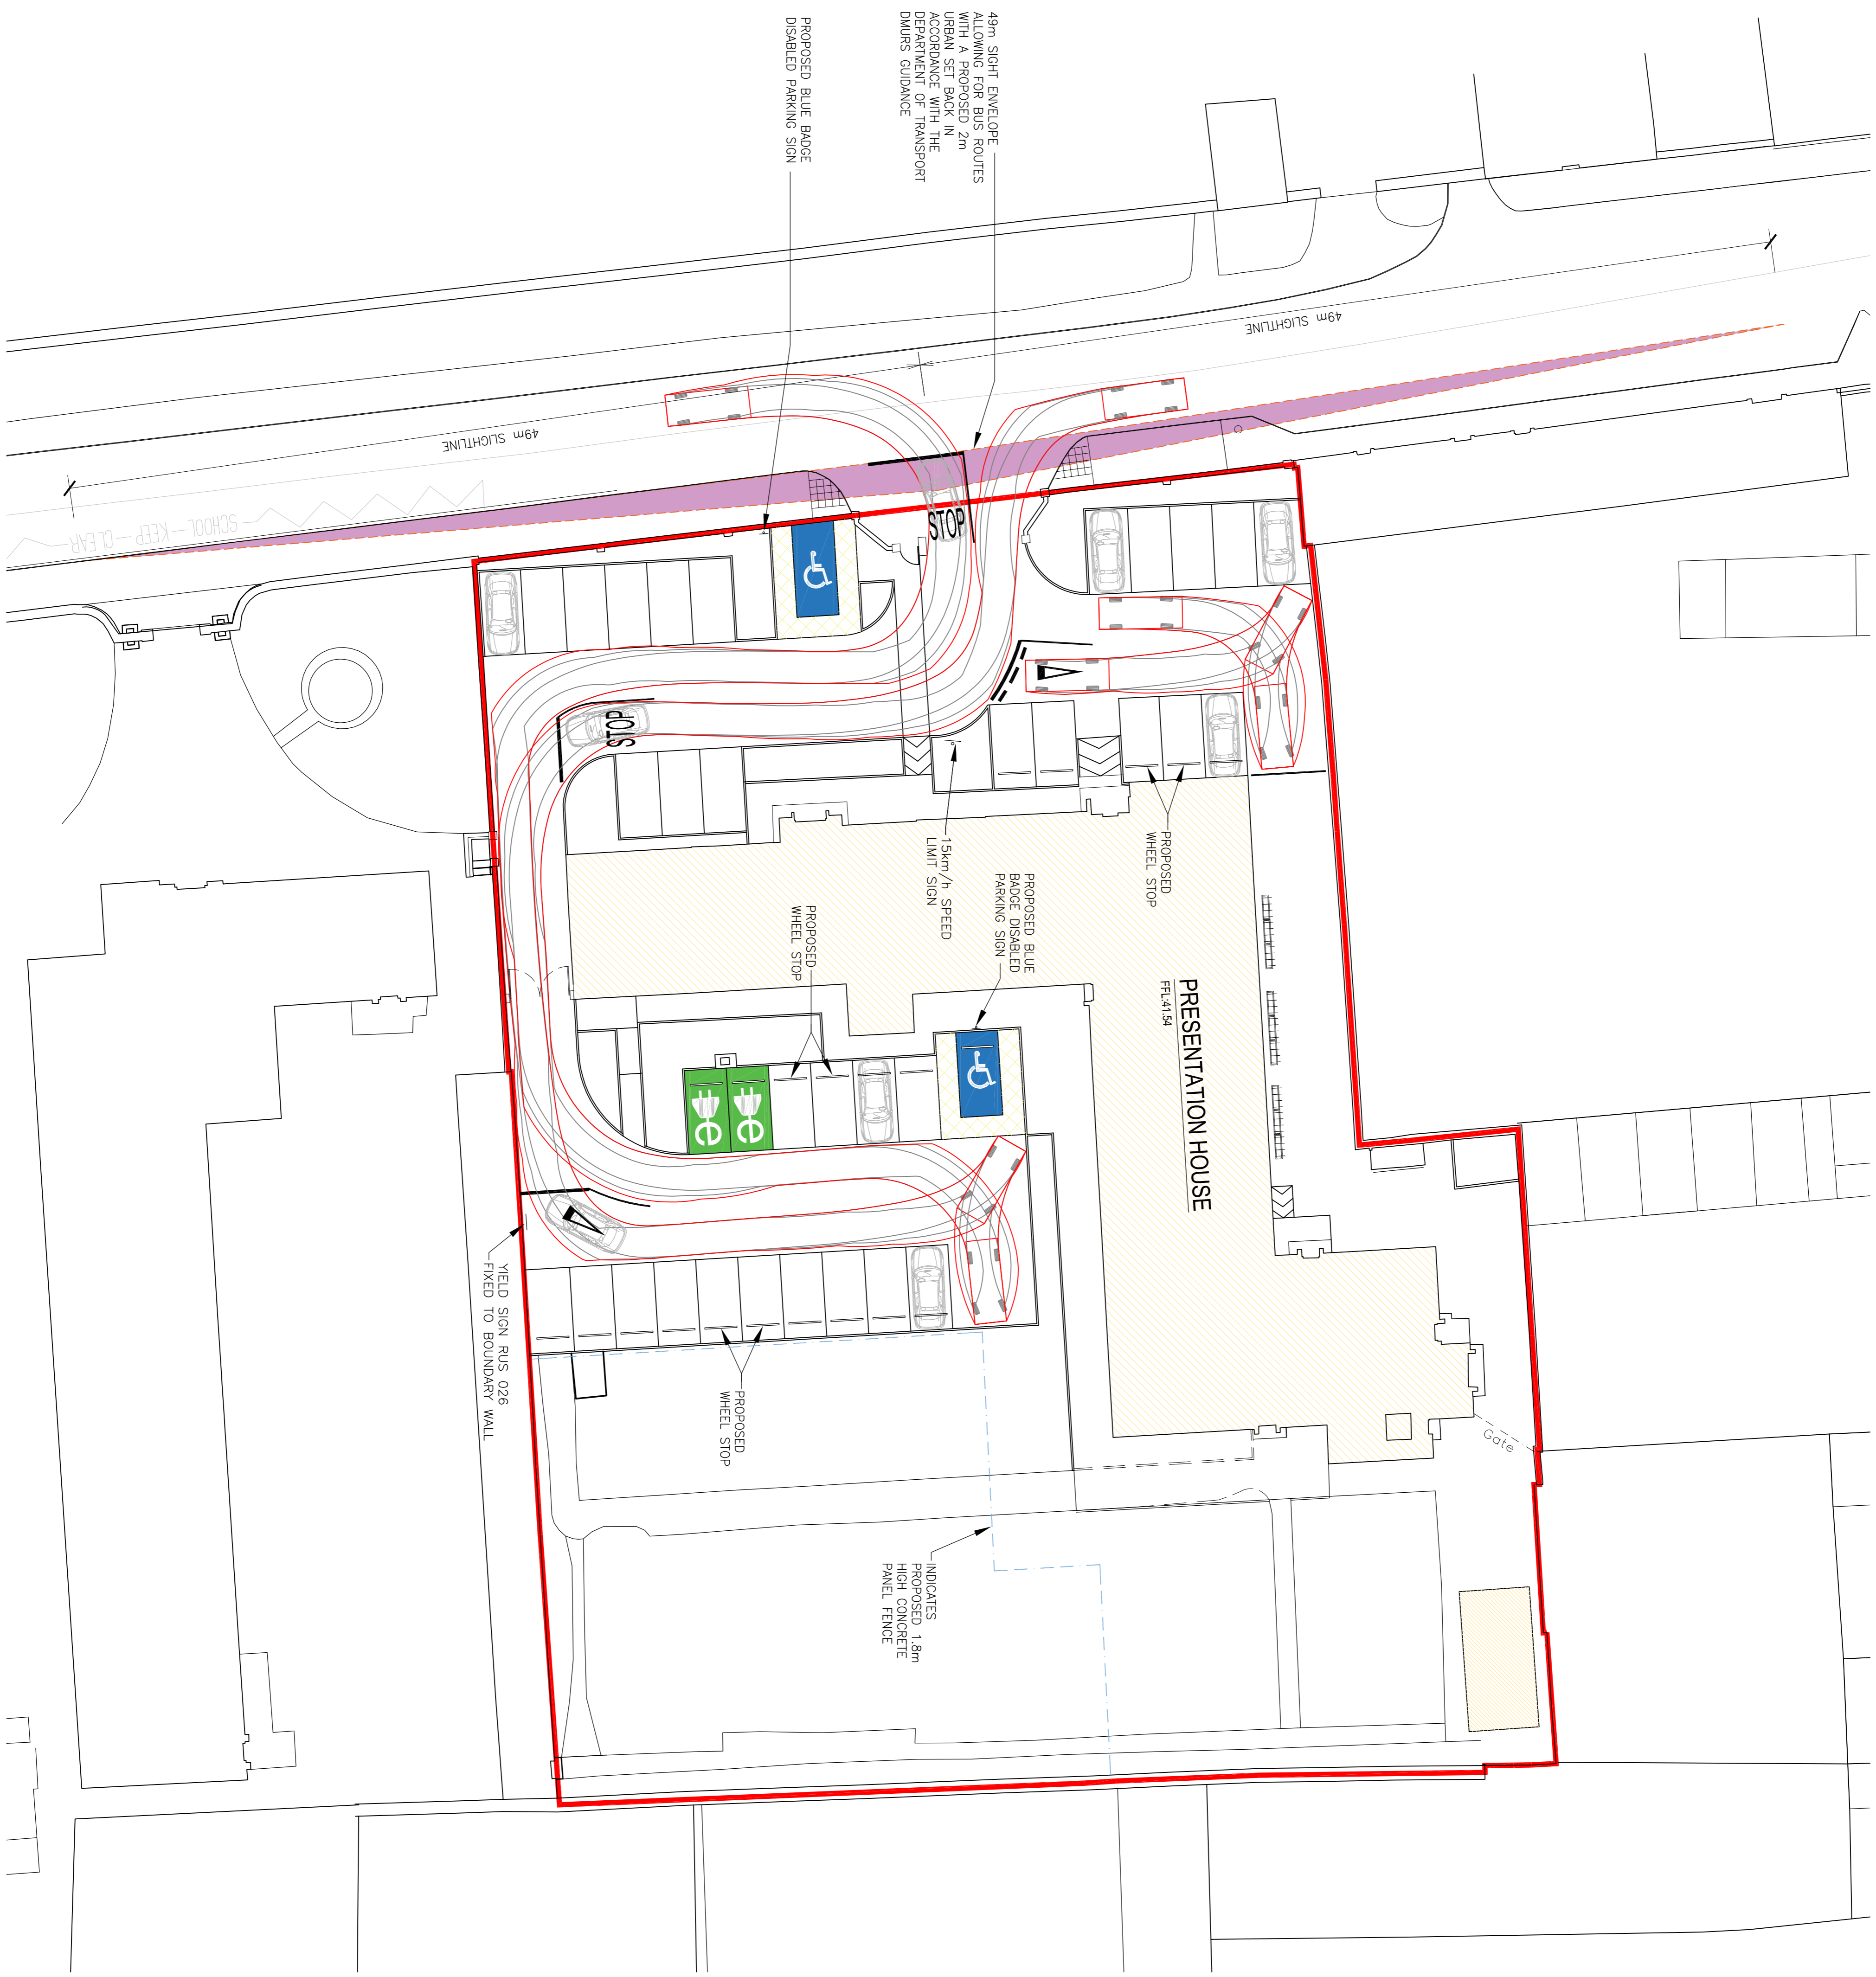 49m SIGHT ENVELOPE
ALLOWING FOR BUS ROUTES
WITH A PROPOSED 2m
URBAN SET BACK IN
ACCORDANCE WITH THE
DEPARTMENT OF TRANSPORT
DMURS GUIDANCE
PROPOSED BLUE BADGE
DISABLED PARKING SIGN
49m SLIGHTLINE
49m SLIGHTLINE
SCHOOL-KEEP-CLEAR
STOP
STOP
PROPOSED
WHEEL STOP
15km/h SPEED
LIMIT SIGN
PROPOSED BLUE
BADGE DISABLED
PARKING SIGN
PROPOSED
WHEEL STOP
PRESENTATION HOUSE
FFL:41.54
e
e
YIELD SIGN RUS 026
FIXED TO BOUNDARY WALL
PROPOSED
WHEEL STOP
Gate
INDICATES
PROPOSED 1.8m
HIGH CONCRETE
PANEL FENCE